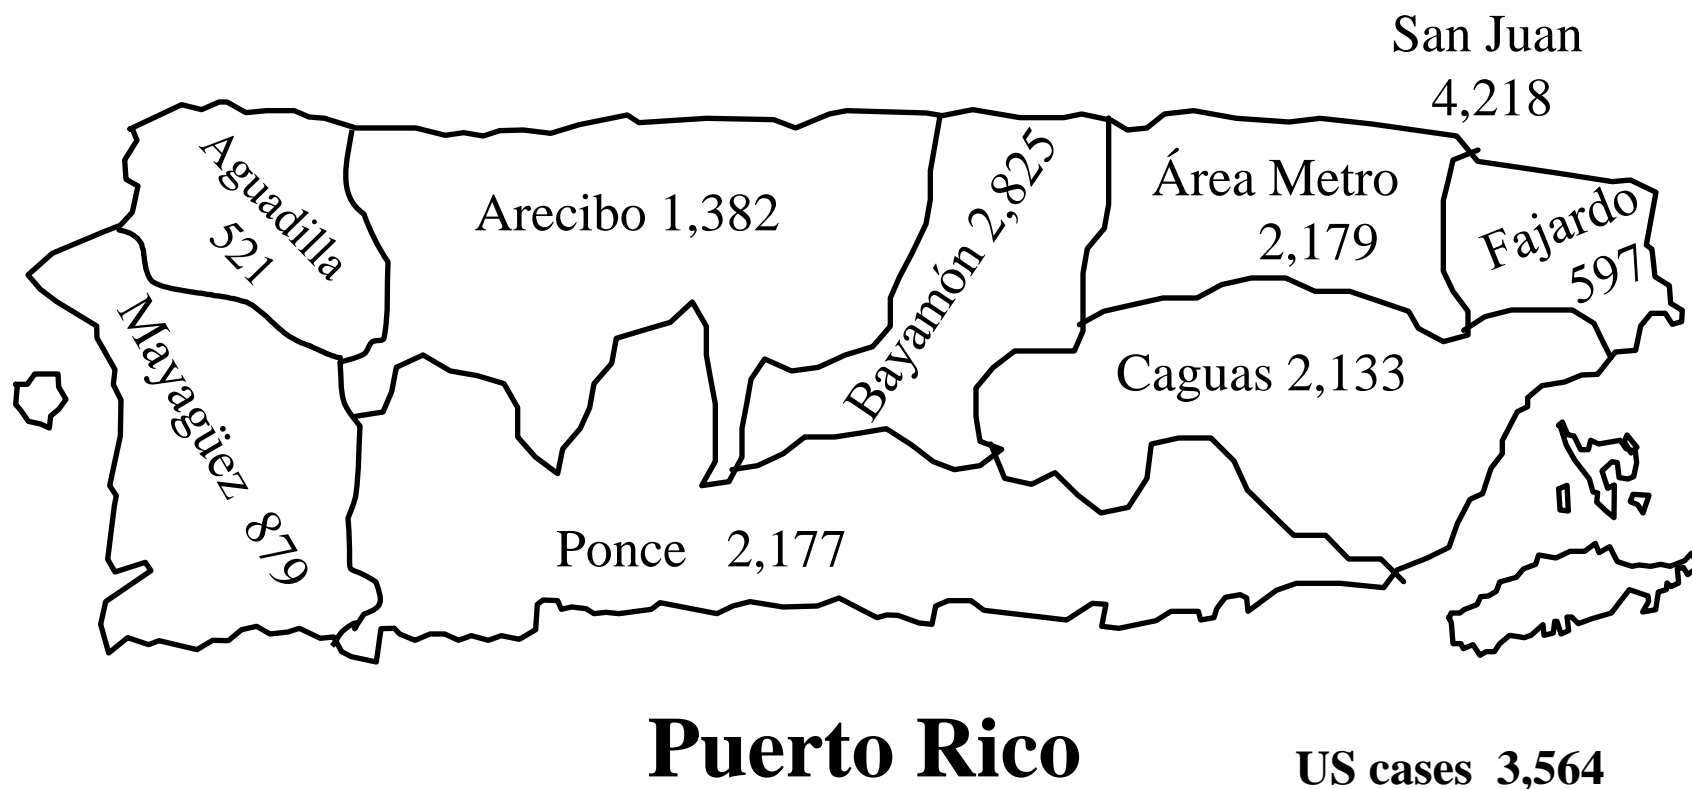 San Juan
4,218
Aguadilla
521
Arecibo 1,382
Bayamón 2,825
Área Metro
2,179
Fajardo
597
Mayagüez 879
Caguas 2,133
Ponce 2,177
Puerto Rico
US cases 3,564